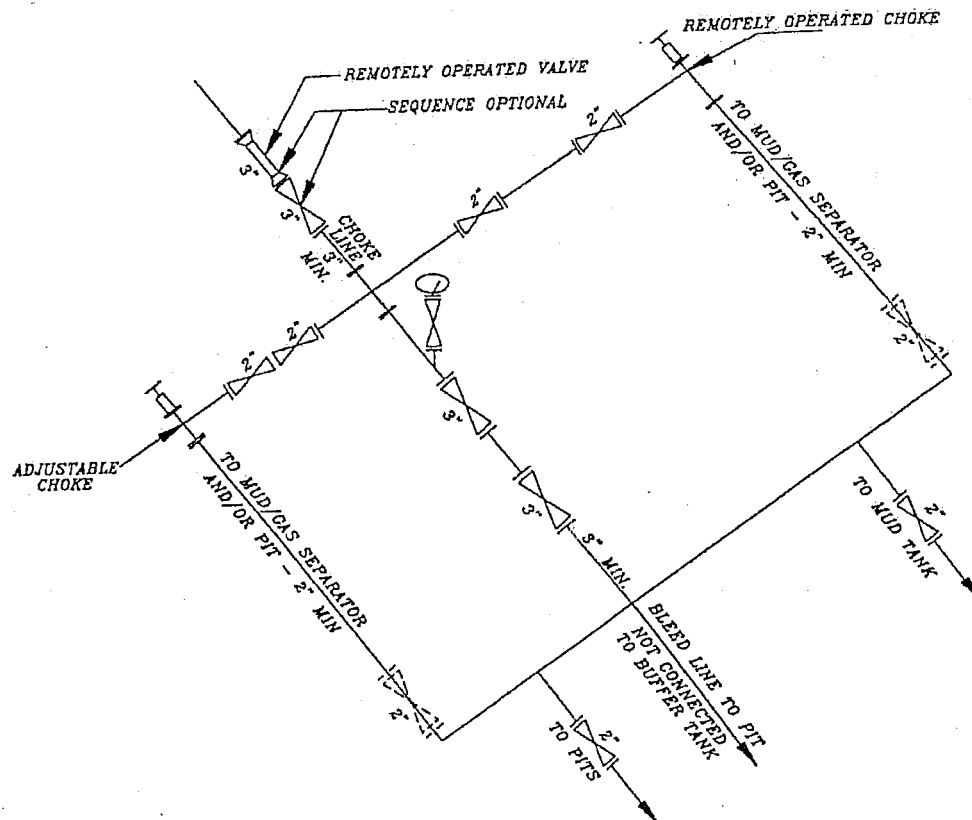 REMOTELY OPERATED CHOKE
REMOTELY OPERATED VALVE
SEQUENCE OPTIONAL
3"
3"
CHOKE
LINE
3"
MIN.
2"
2"
TO MUD/GAS SEPARATOR
AND/OR PIT - 2" MIN
2"
2"
2"
ADJUSTABLE
CHOKE
TO MUD/GAS SEPARATOR
AND/OR PIT - 2" MIN
2"
3"
3"
3" MIN.
BLEED LINE TO PIT
NOT CONNECTED
TO BUFFER TANK
2"
TO MUD TANK
2"
TO PITS